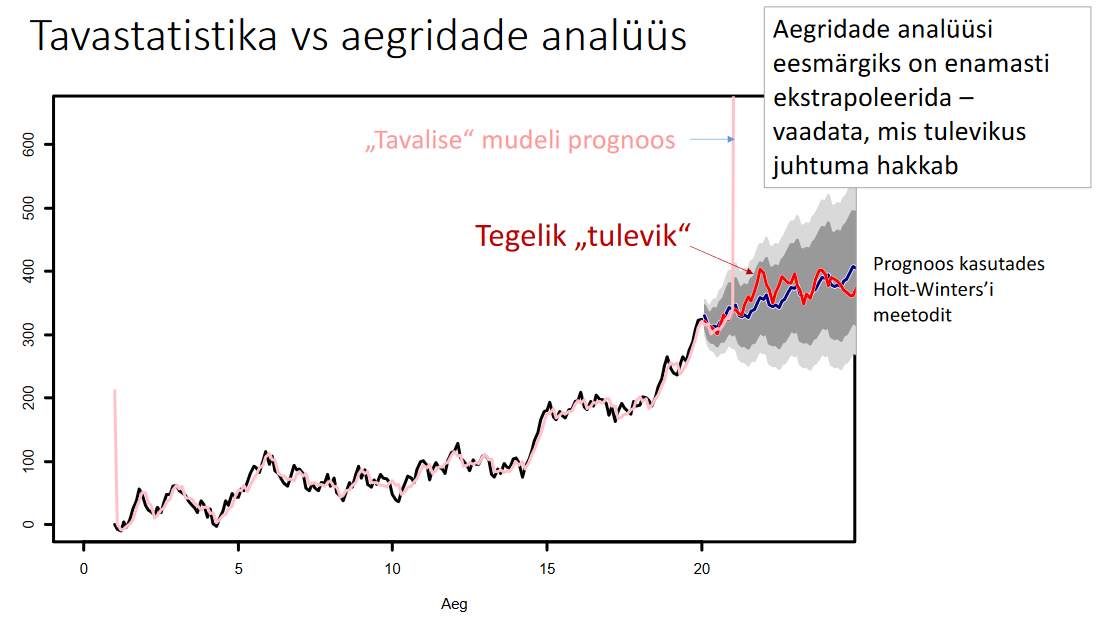 Tavastatistika vs aegridade analüüs
Aegridade analüüsi
eesmärgiks on enamasti
ekstrapoleerida –
vaadata, mis tulevikus
juhtuma hakkab
„Tavalise“ mudeli prognoos
Tegelik „tulevik“
Prognoos kasutades
Holt-Winters’i
meetodit
600
500
400
300
200
100
0
0 5 10 15 20
Aeg